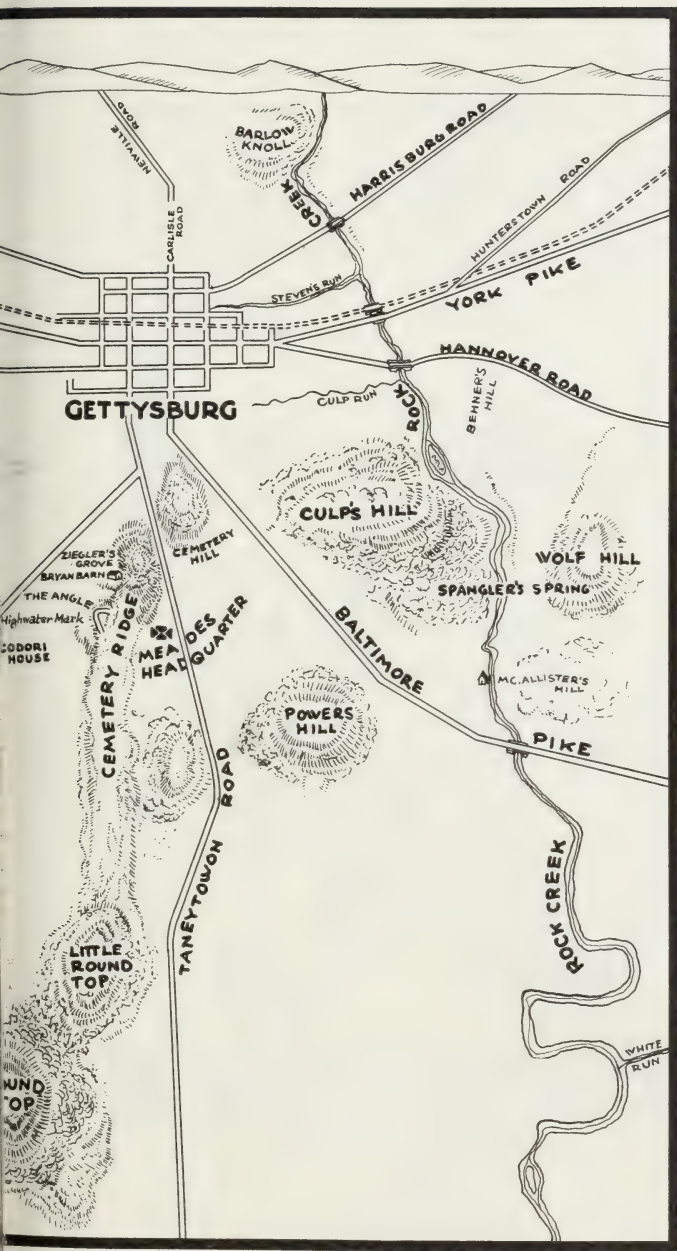 BARLOW
KNOLL
NEWVILLE
ROAD
CARLISLE
ROAD
CREEK
HARRISBURG ROAD
HUNTERSTOWN ROAD
STEVEN'S RUN
YORK PIKE
HANNOVER ROAD
GETTYSBURG
CULP RUN
ROCK
BEHNER'S
HILL
CULP'S HILL
CEMETERY
HILL
ZIEGLER'S
GROVE
BRYAN BARN
THE ANGLE
Highwater Mark
CODORI
HOUSE
WOLF HILL
SPANGLER'S SPRING
MEADES
HEADQUARTER
CEMETERY RIDGE
BALTIMORE
PIKE
MC.ALLISTER'S
HILL
POWERS
HILL
TANEYTOWON ROAD
ROCK CREEK
LITTLE
ROUND
TOP
WHITE
RUN
UND
TOP